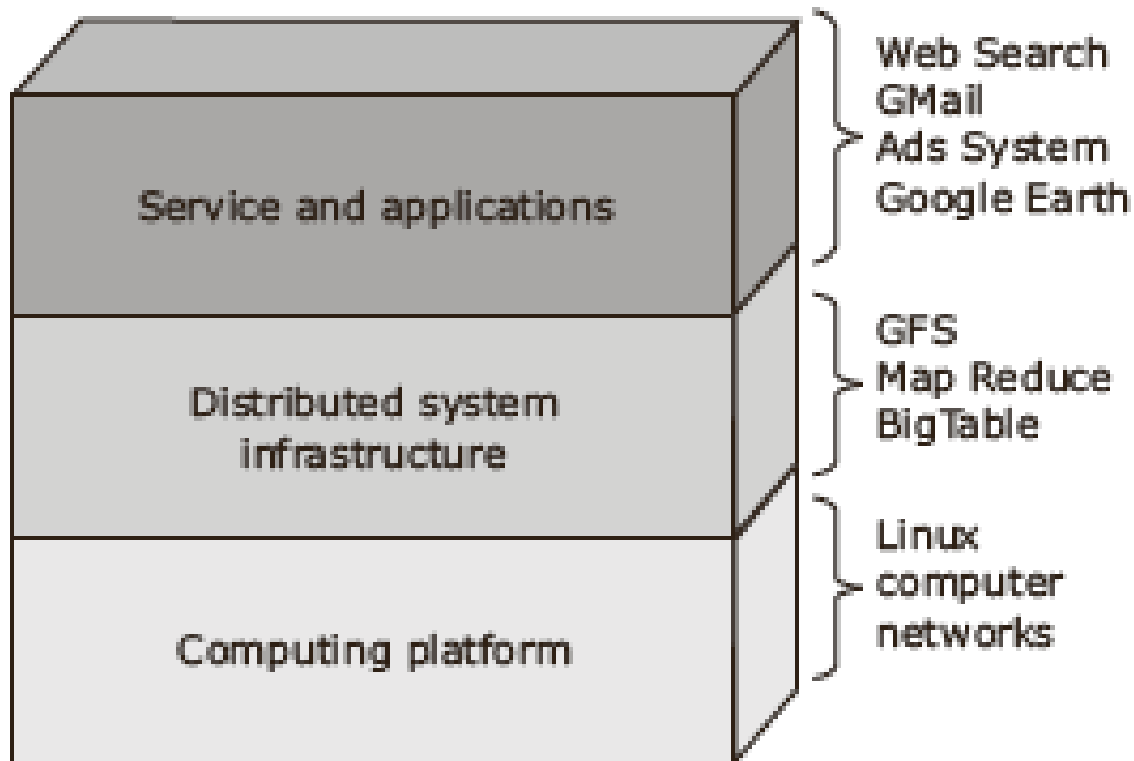 Service and applications
Web Search
GMail
Ads System
Google Earth
Distributed system
infrastructure
GFS
Map Reduce
BigTable
Computing platform
Linux
computer
networks